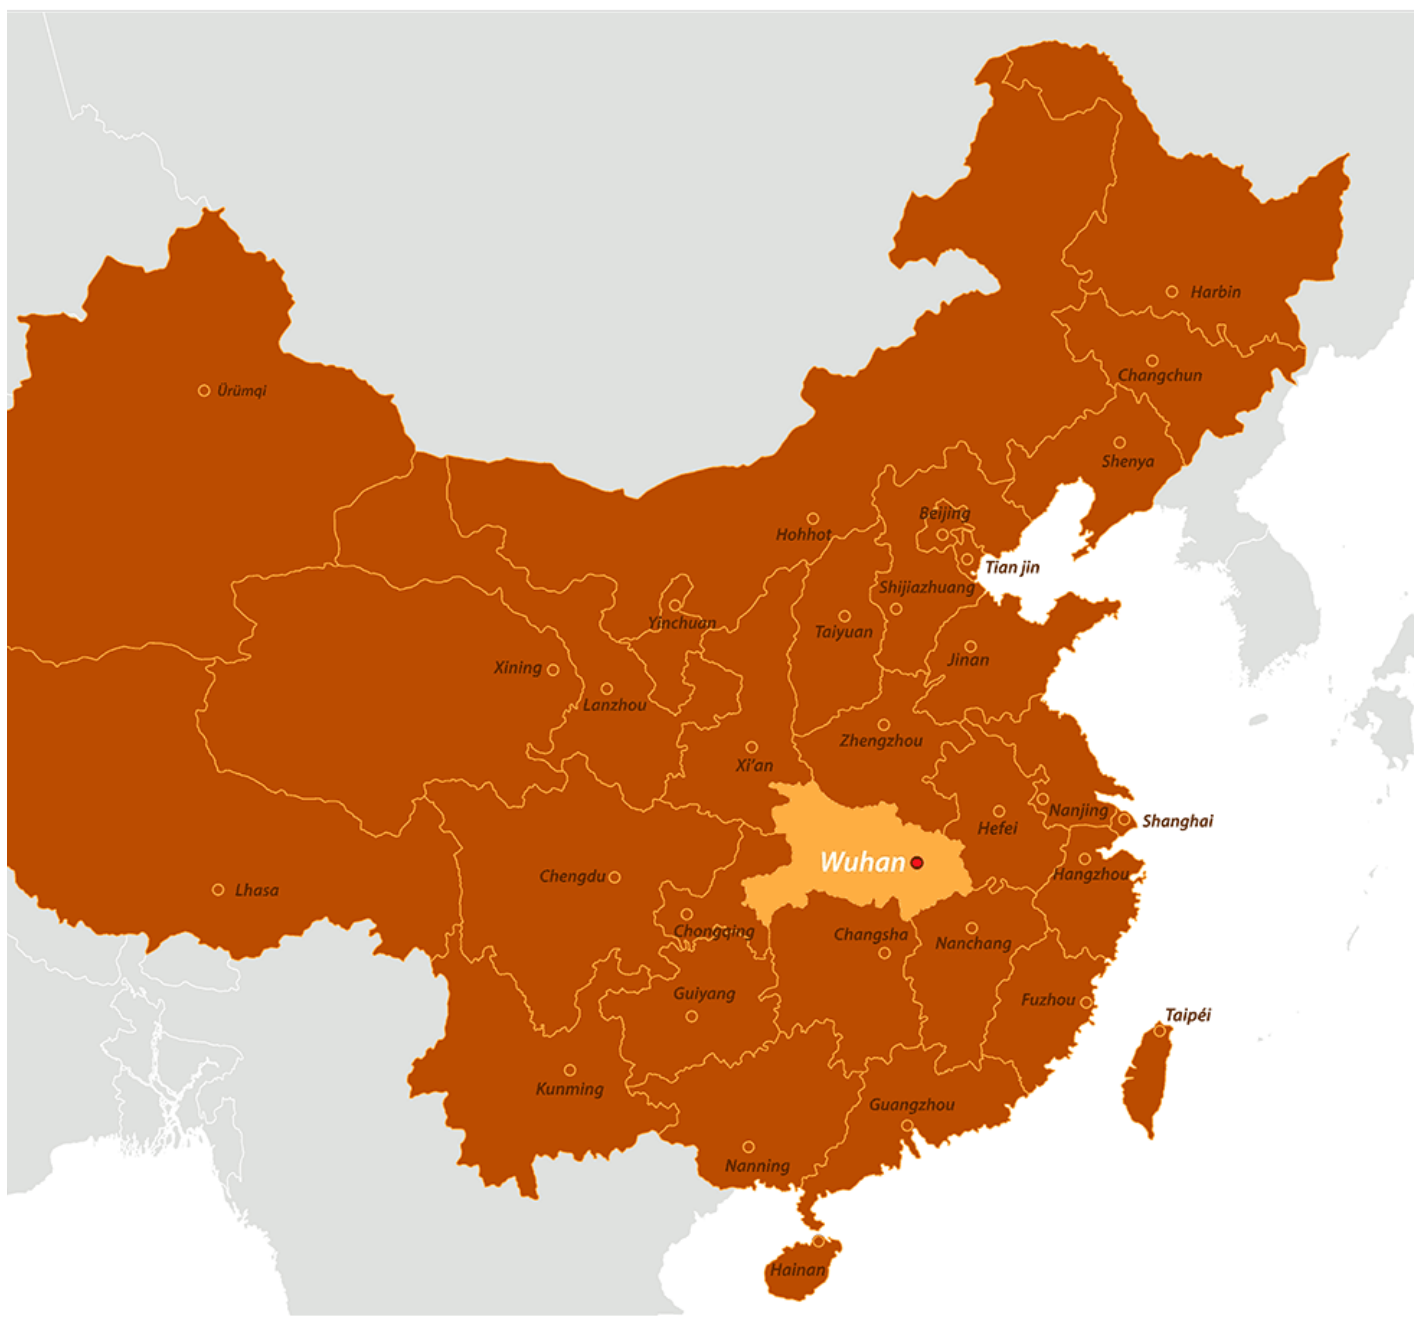 Harbin
Changchun
Ürümqi
Shenya
Beijing
Hohhot
Tian jin
Shijiazhuang
Yinchuan
Taiyuan
Jinan
Xining
Lanzhou
Zhengzhou
Xi'an
Nanjing
Shanghai
Hefei
Wuhan
Hangzhou
Chengdu
Lhasa
Chongqing
Changsha
Nanchang
Guiyang
Fuzhou
Taipéi
Kunming
Guangzhou
Nanning
Hainan